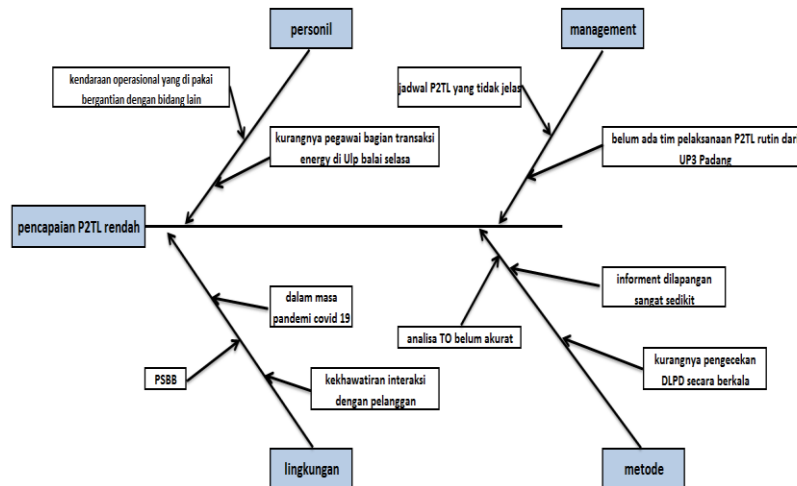 personil
management
kendaraan operasional yang di pakai
bergantian dengan bidang lain
jadwal P2TL yang tidak jelas
kurangnya pegawai bagian transaksi
energy di Ulp balai selasa
belum ada tim pelaksanaan P2TL rutin dari
UP3 Padang
pencapaian P2TL rendah
dalam masa
pandemi covid 19
informent dilapangan
sangat sedikit
analisa TO belum akurat
PSBB
kekhawatiran interaksi
dengan pelanggan
kurangnya pengecekan
DLPD secara berkala
lingkungan
metode